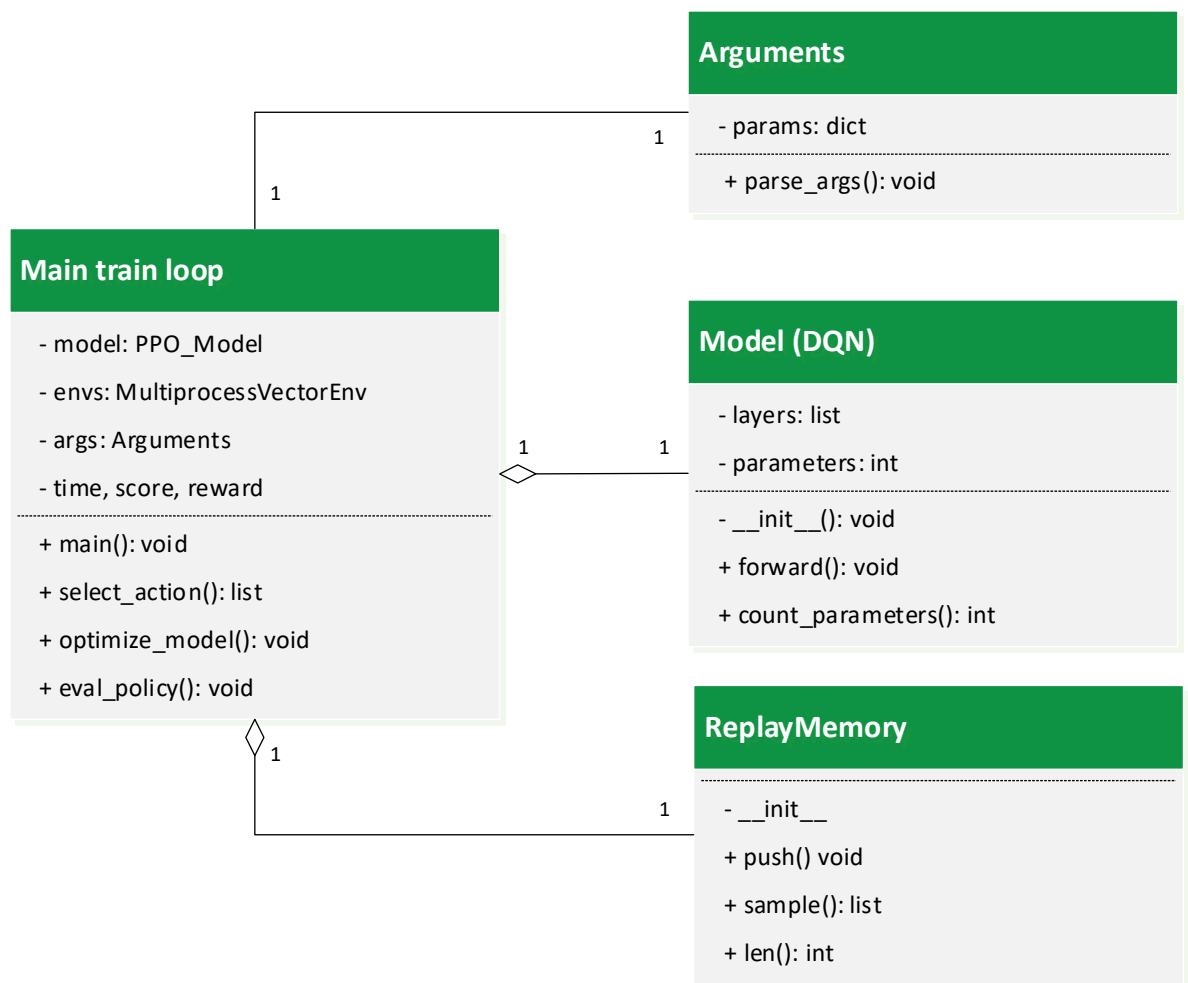 Arguments
- params: dict
+ parse_args(): void
1
1
Main train loop
- model: PPO_Model
- envs: MultiprocessVectorEnv
- args: Arguments
- time, score, reward
+ main(): void
+ select_action(): list
+ optimize_model(): void
+ eval_policy(): void
1
1
Model (DQN)
- layers: list
- parameters: int
- __init__(): void
+ forward(): void
+ count_parameters(): int
1
1
ReplayMemory
- __init__
+ push() void
+ sample(): list
+ len(): int